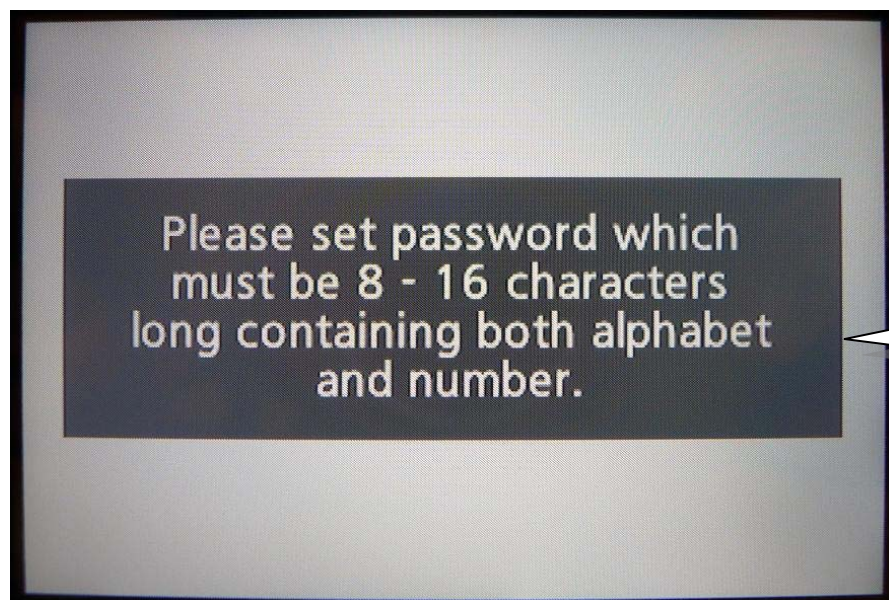 Please set password which
must be 8 - 16 characters
long containing both alphabet
and number.